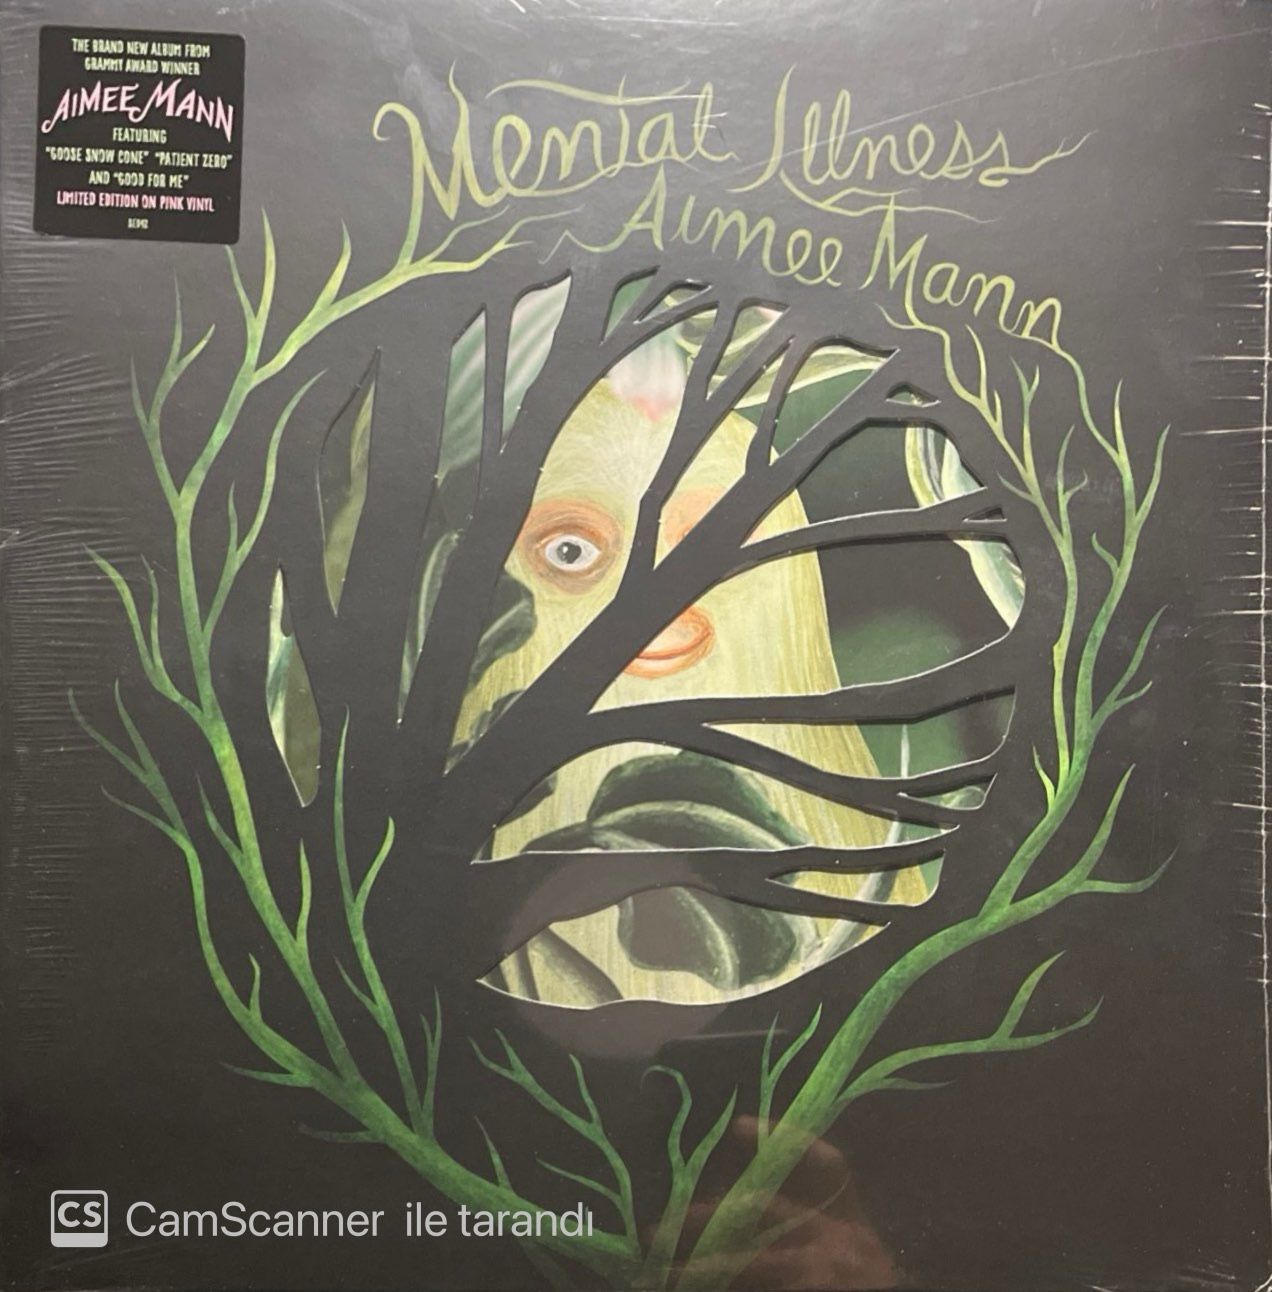 THE BRAND NEW ALBUM FROM
GRAMMY AWARD WINNER
AIMEE MANN
FEATURING
"GOOSE SNOW CONE" "PATIENT ZERO"
AND "GOOD FOR ME"
LIMITED EDITION ON PINK VINYL
Mental Illness
Aimee Mann
CS CamScanner ile tarandı